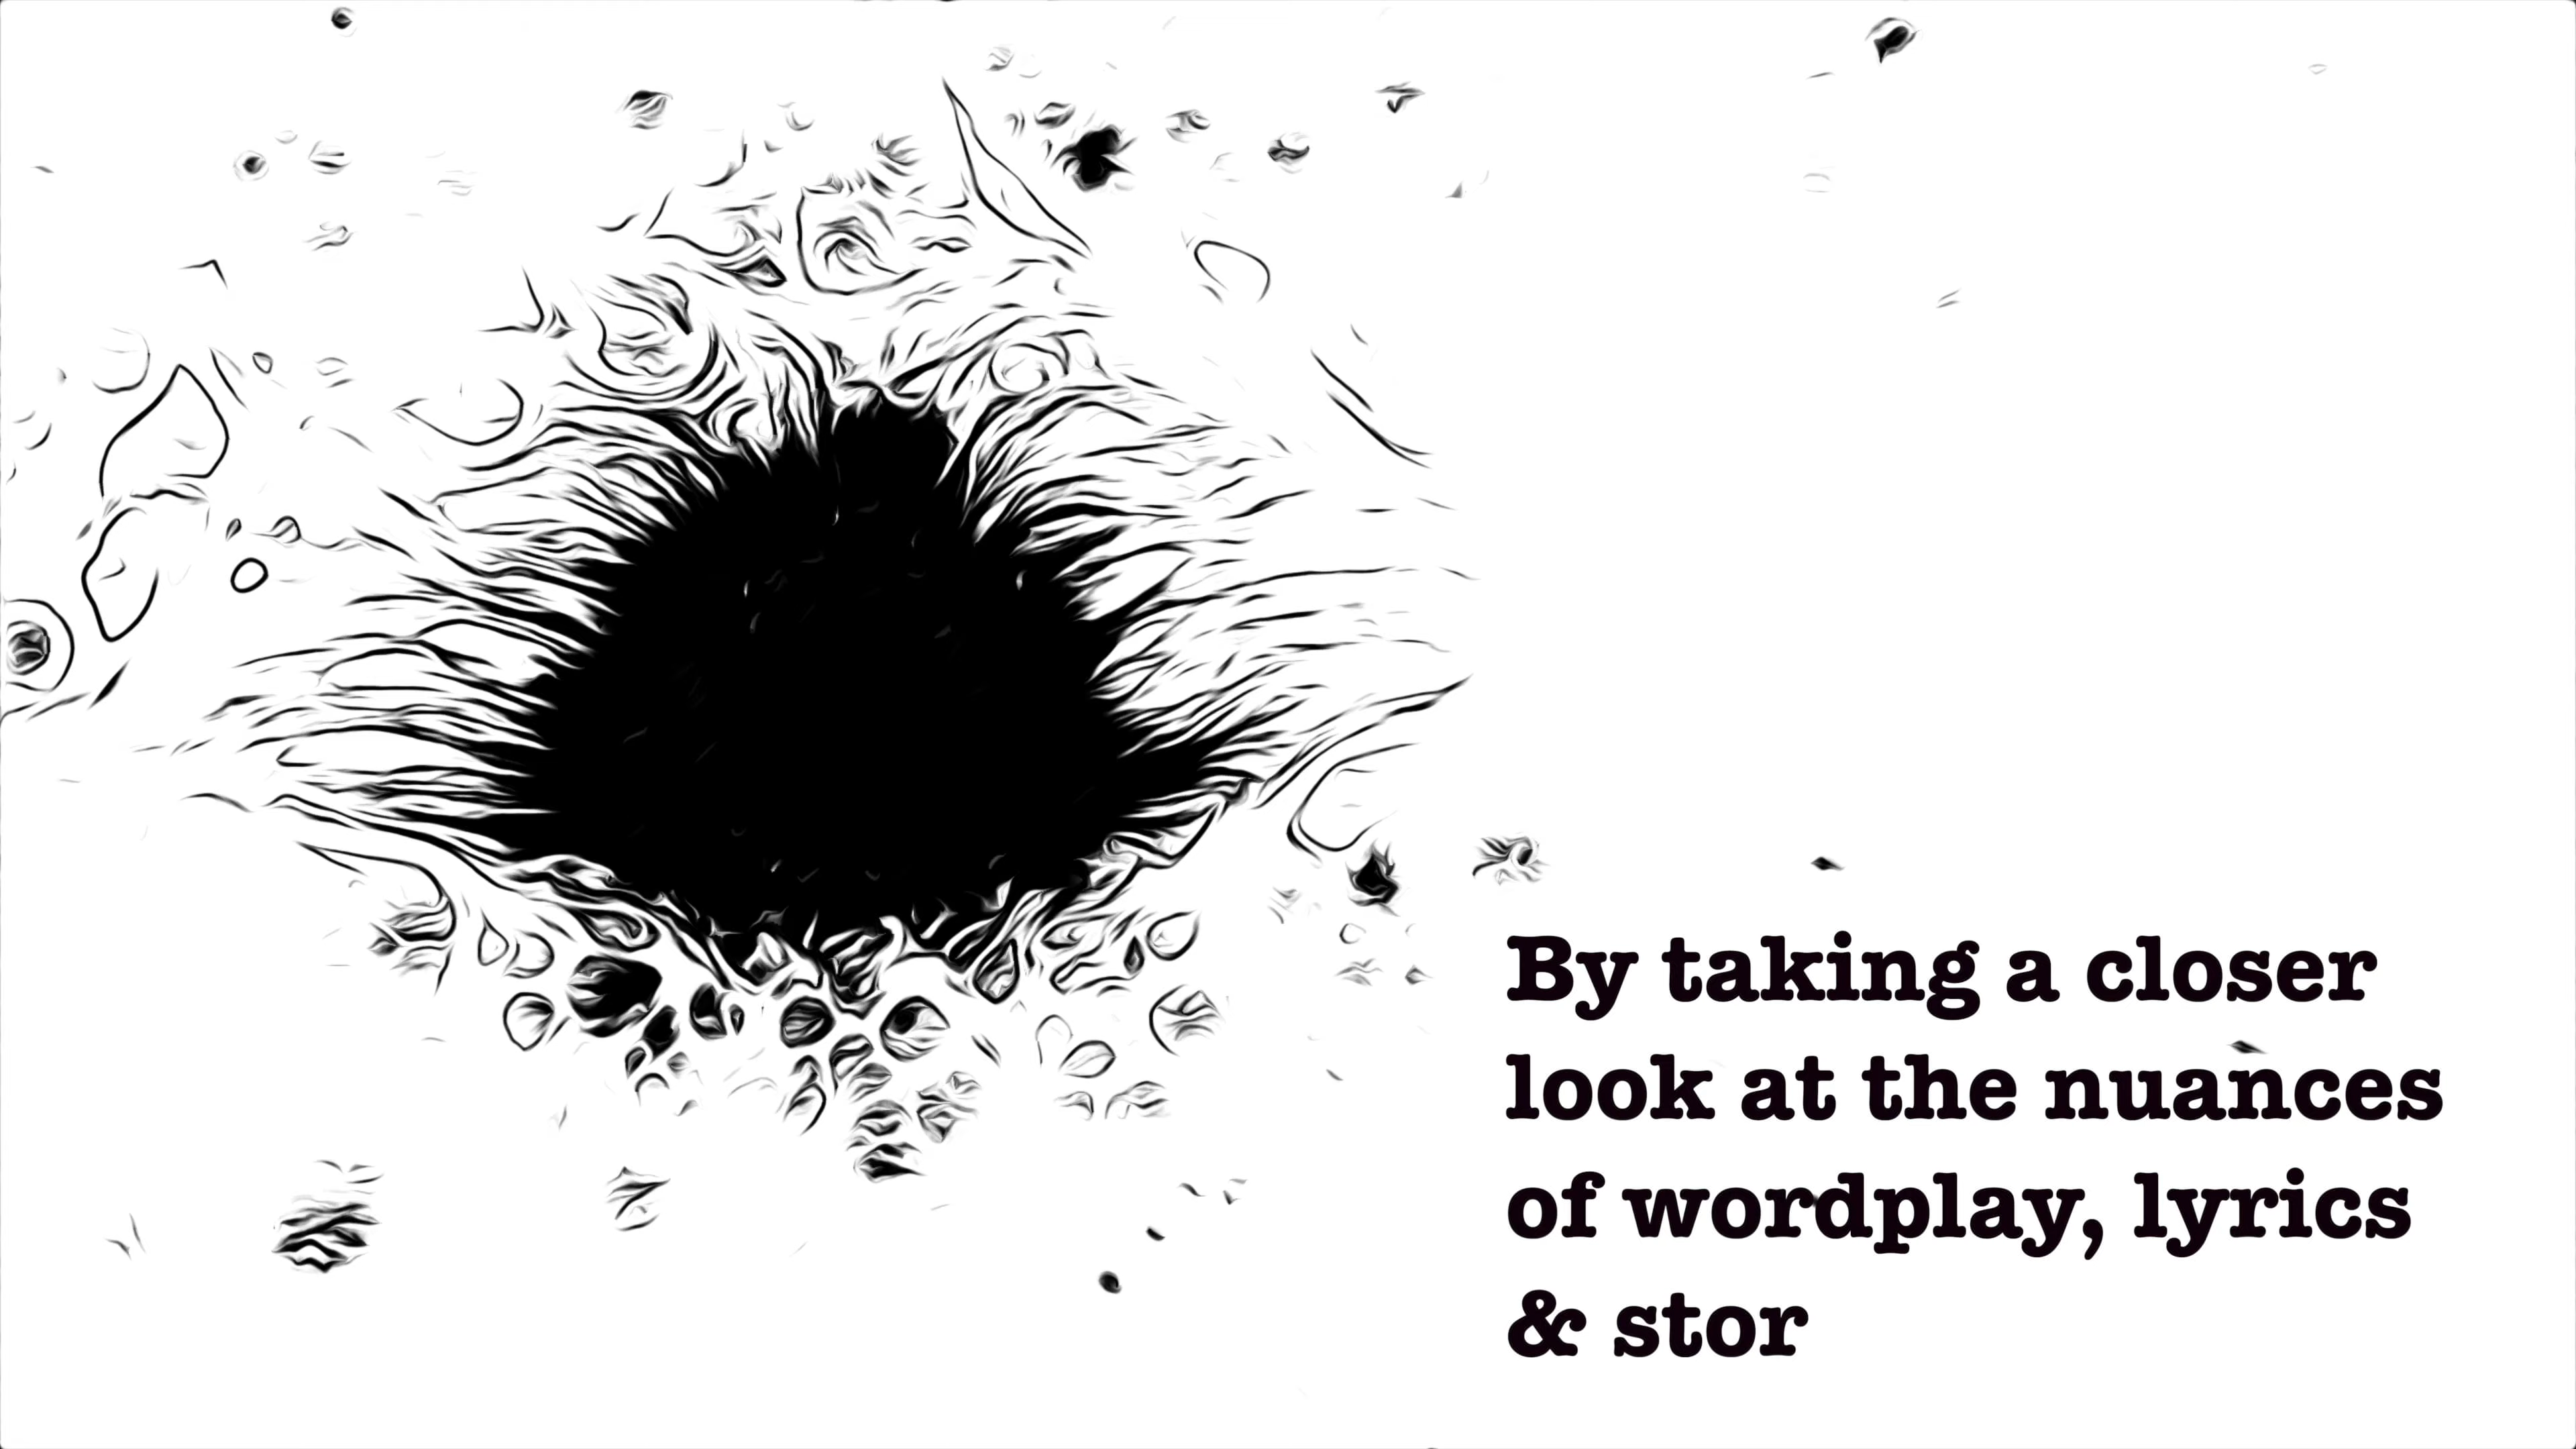 By taking a closer
look at the nuances
of wordplay, lyrics
& stor